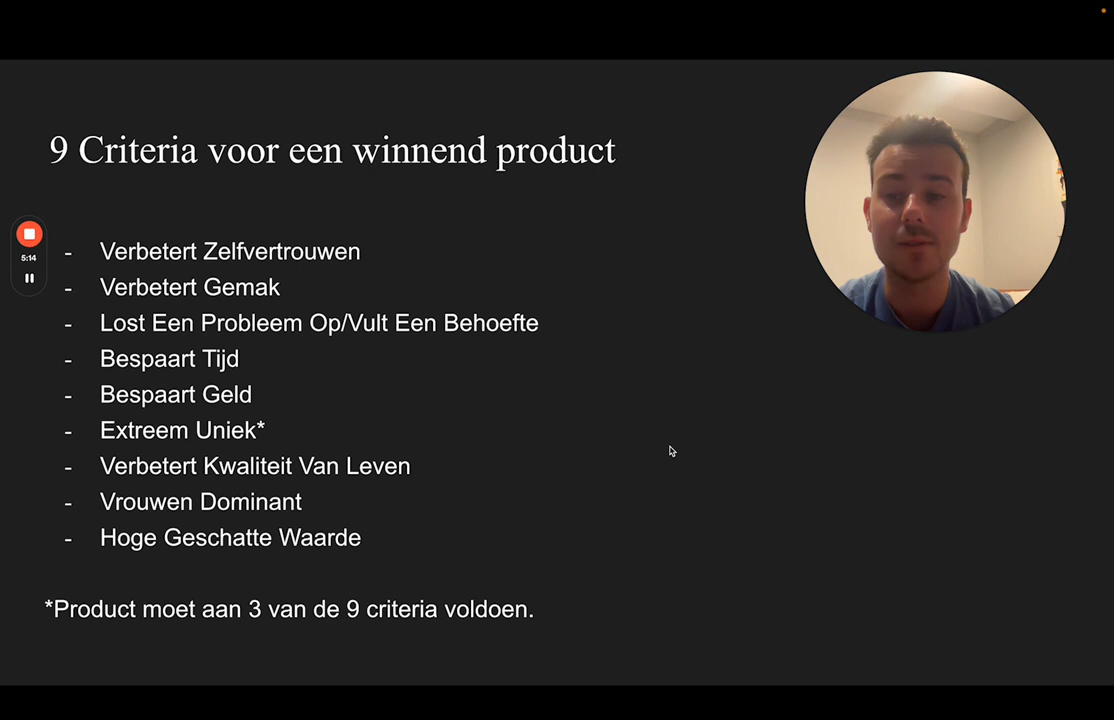 9 Criteria voor een winnend product
5:14
- Verbetert Zelfvertrouwen
- Verbetert Gemak
- Lost Een Probleem Op/Vult Een Behoefte
- Bespaart Tijd
- Bespaart Geld
- Extreem Uniek*
- Verbetert Kwaliteit Van Leven
- Vrouwen Dominant
- Hoge Geschatte Waarde
*Product moet aan 3 van de 9 criteria voldoen.